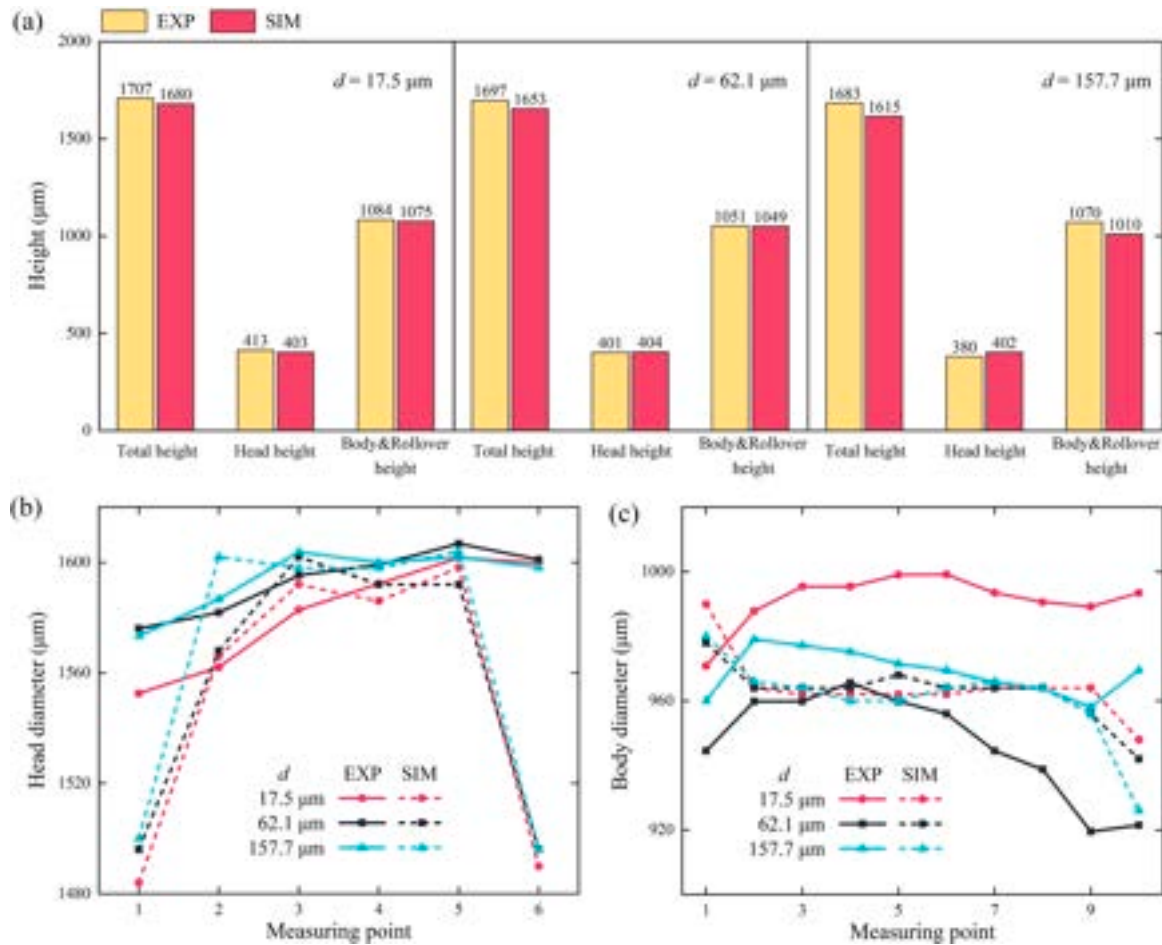 (a)
EXP SIM
2000
1500
1000
500
0
Height (μm)
d = 17.5 μm
d = 62.1 μm
d = 157.7 μm
1707 1680
413 403
1084 1075
1697 1653
401 404
1051 1049
1683 1615
380 402
1070 1010
Total height Head height Body&Rollover
height
Total height Head height Body&Rollover
height
Total height Head height Body&Rollover
height
(b)
1600
1560
1520
1480
Head diameter (μm)
d EXP SIM
17.5 μm
62.1 μm
157.7 μm
1 2 3 4 5 6
Measuring point
(c)
1000
960
920
Body diameter (μm)
d EXP SIM
17.5 μm
62.1 μm
157.7 μm
1 3 5 7 9
Measuring point